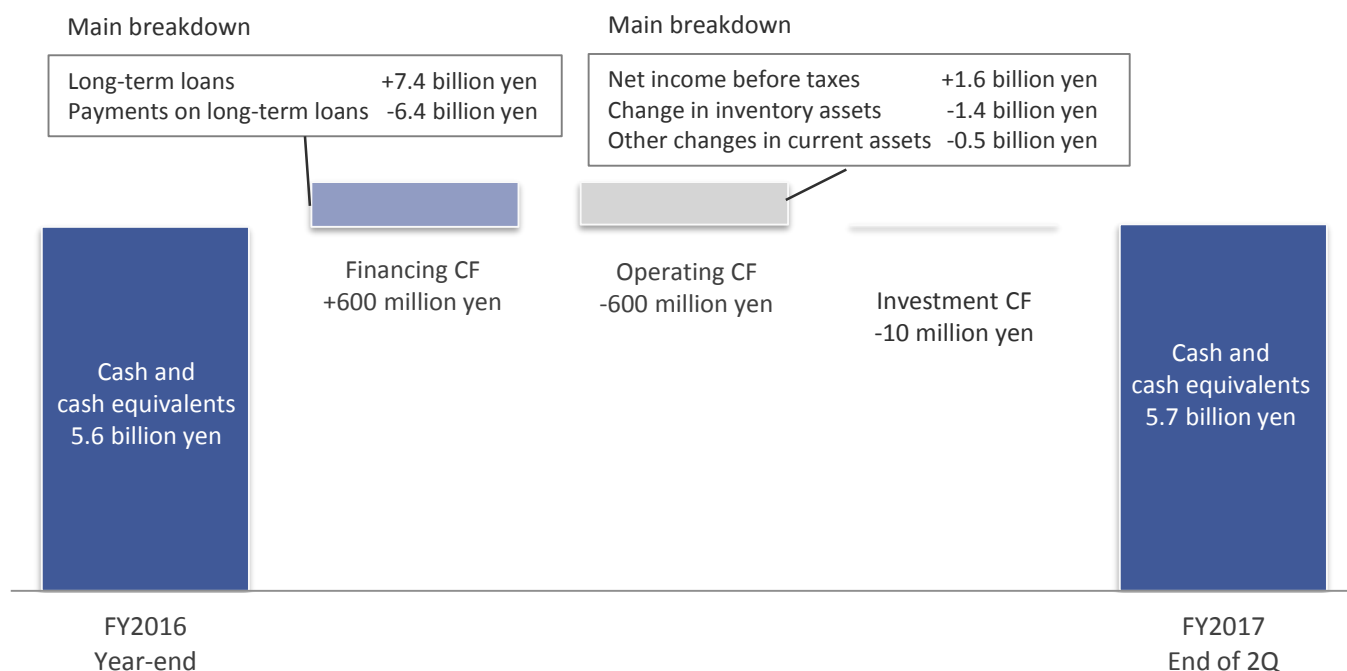 Main breakdown
Long-term loans +7.4 billion yen
Payments on long-term loans -6.4 billion yen
Main breakdown
Net income before taxes +1.6 billion yen
Change in inventory assets -1.4 billion yen
Other changes in current assets -0.5 billion yen
Cash and
cash equivalents
5.6 billion yen
Financing CF
+600 million yen
Operating CF
-600 million yen
Investment CF
-10 million yen
Cash and
cash equivalents
5.7 billion yen
FY2016
Year-end
FY2017
End of 2Q